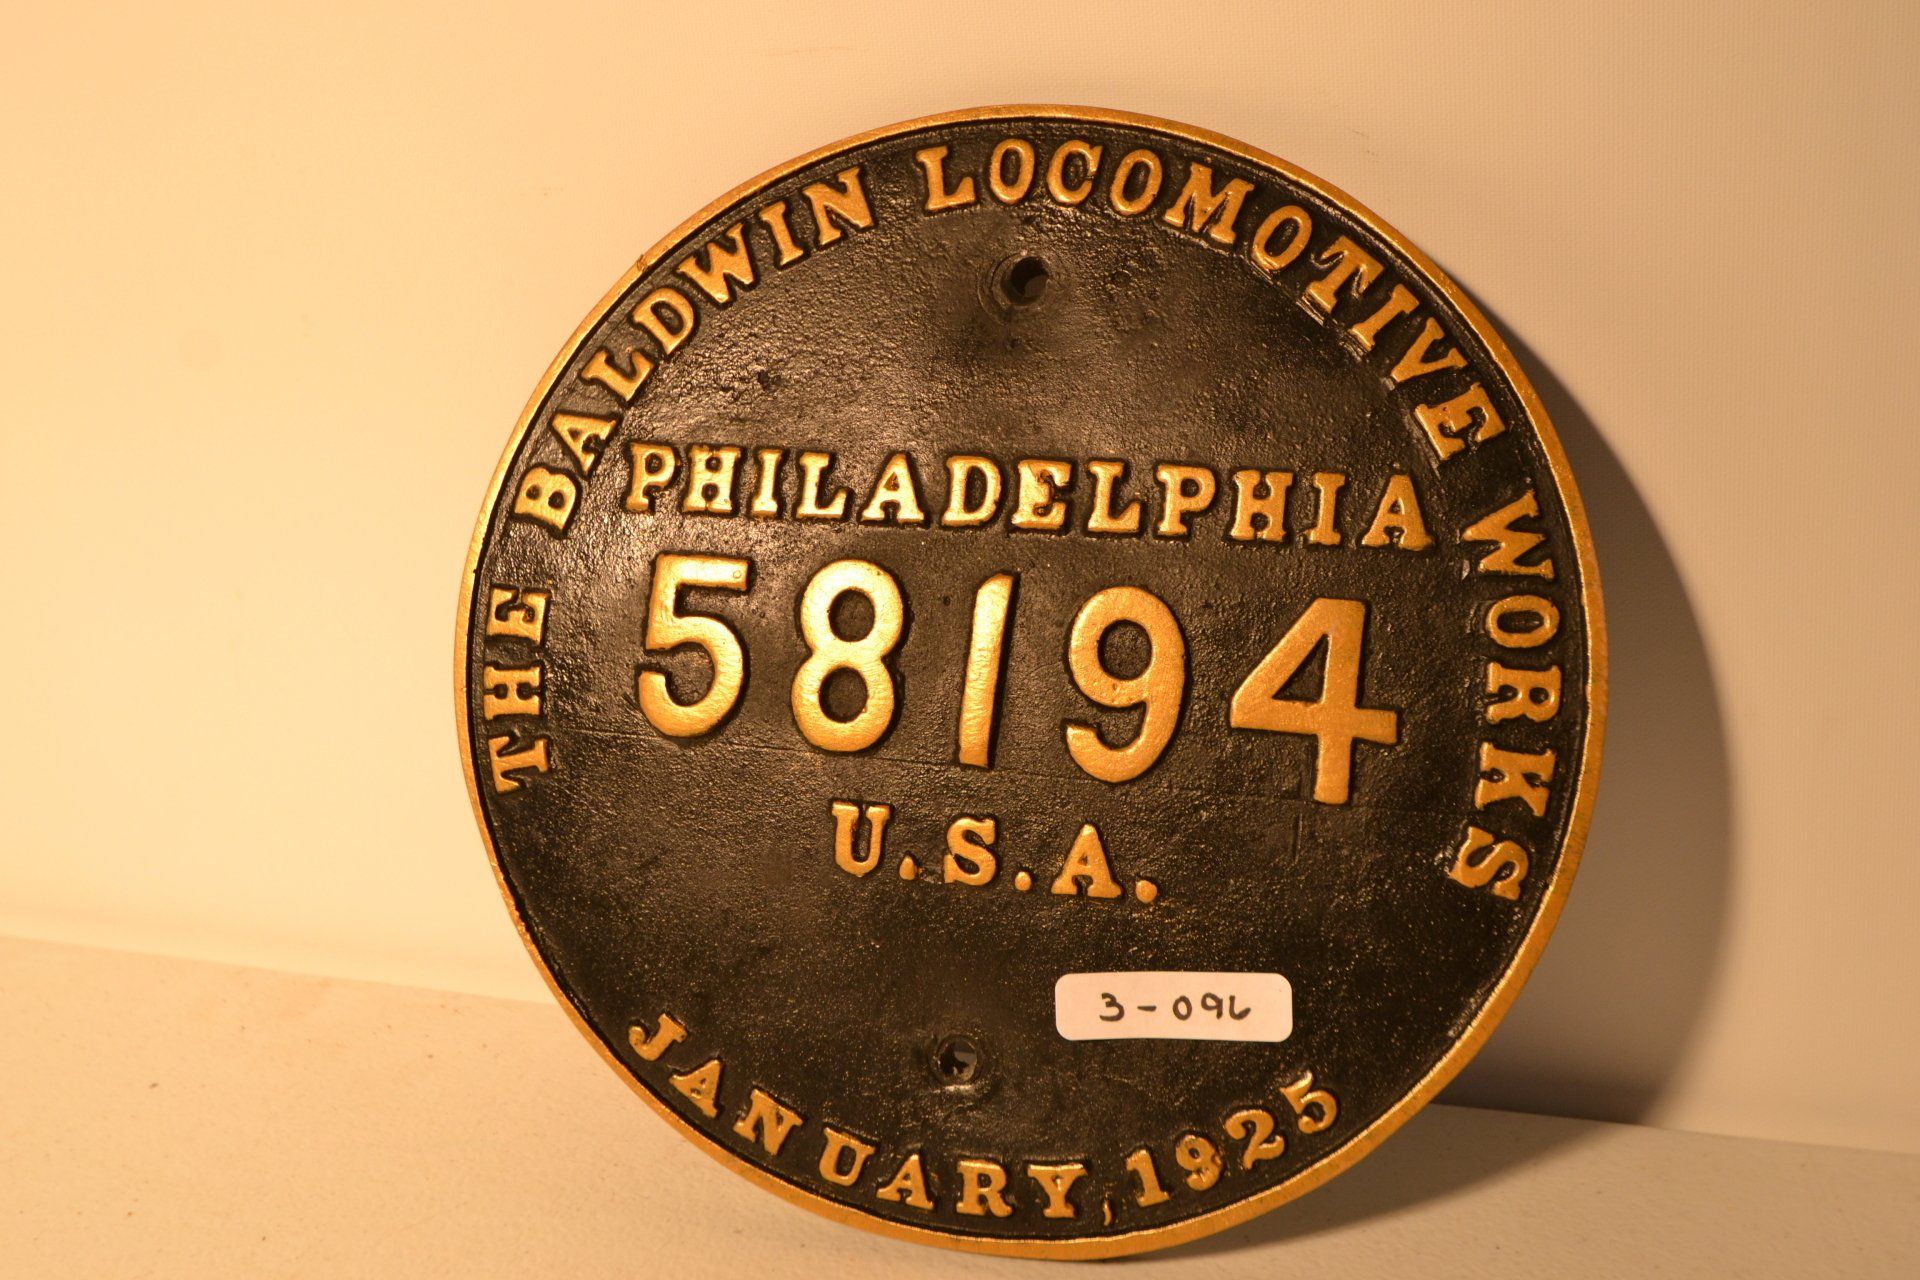 THE BALDWIN LOCOMOTIVE WORKS
PHILADELPHIA
58194
U.S.A.
3-096
JANUARY, 1925